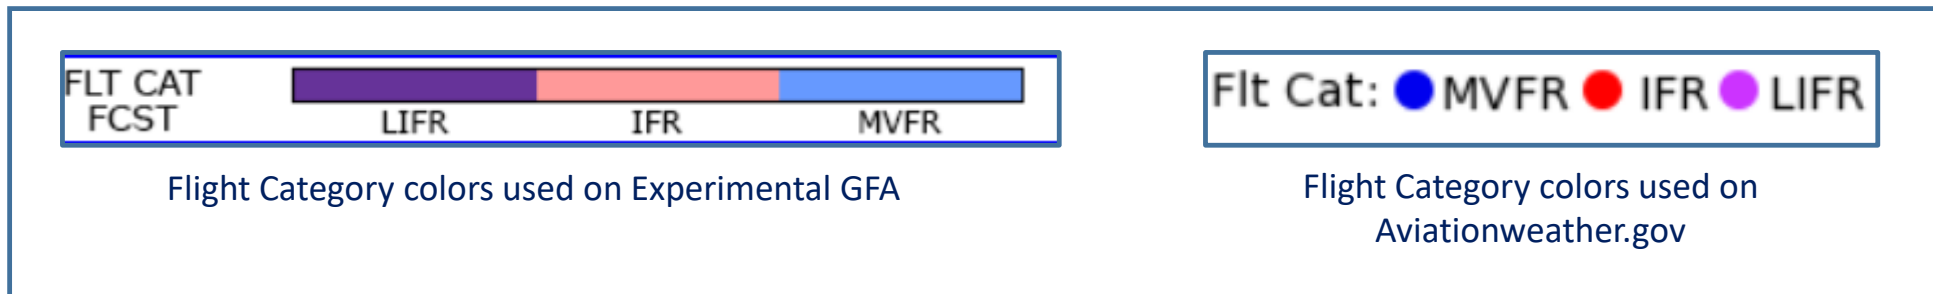 FLT CAT
FCST
LIFR IFR MVFR
Flight Category colors used on Experimental GFA
Flt Cat: MVFR IFR LIFR
Flight Category colors used on
Aviationweather.gov